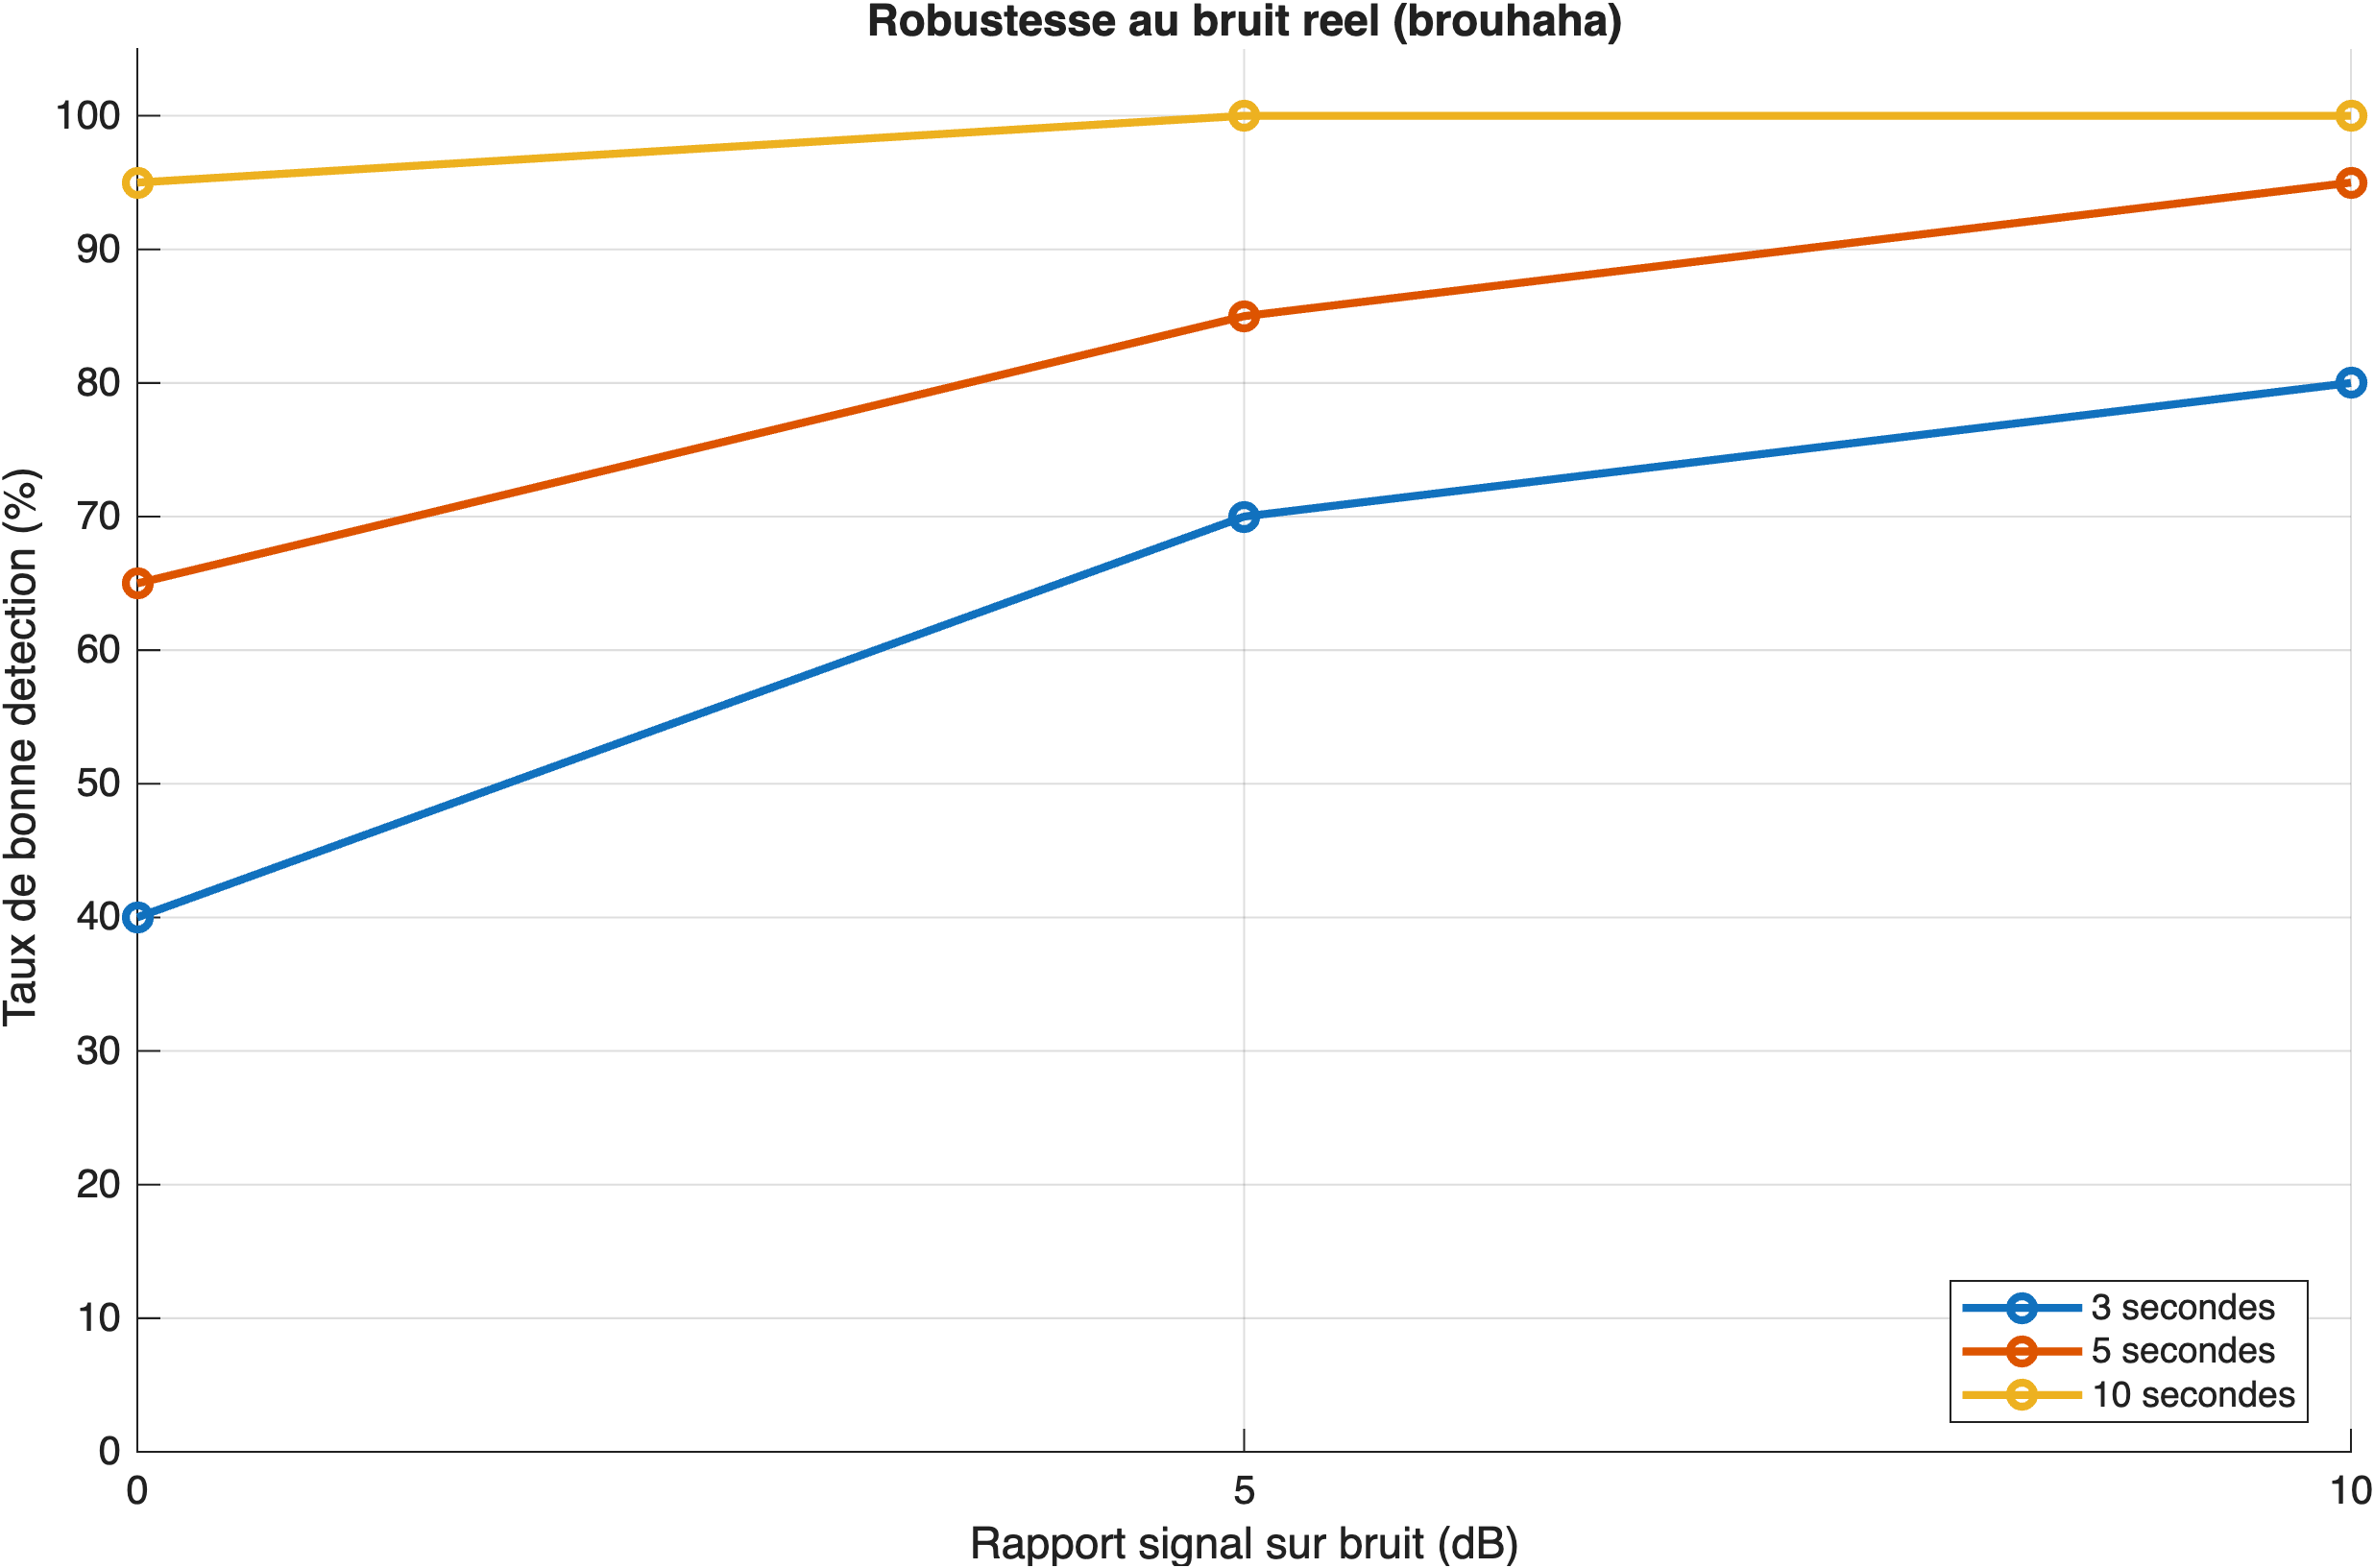 Robustesse au bruit reel (brouhaha)
Taux de bonne detection (%)
100
90
80
70
60
50
40
30
20
10
0
0
5
10
Rapport signal sur bruit (dB)
3 secondes
5 secondes
10 secondes